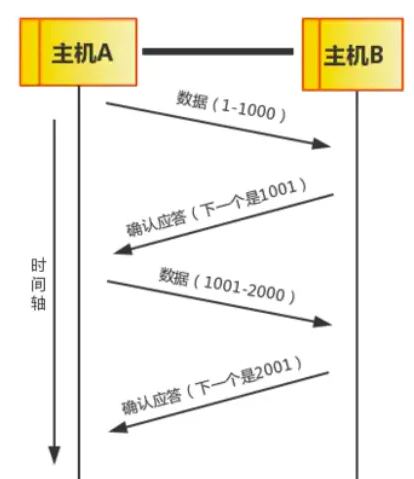 主机A
主机B
数据（1-1000）
确认应答（下一个是1001）
数据（1001-2000）
确认应答（下一个是2001）
时间轴